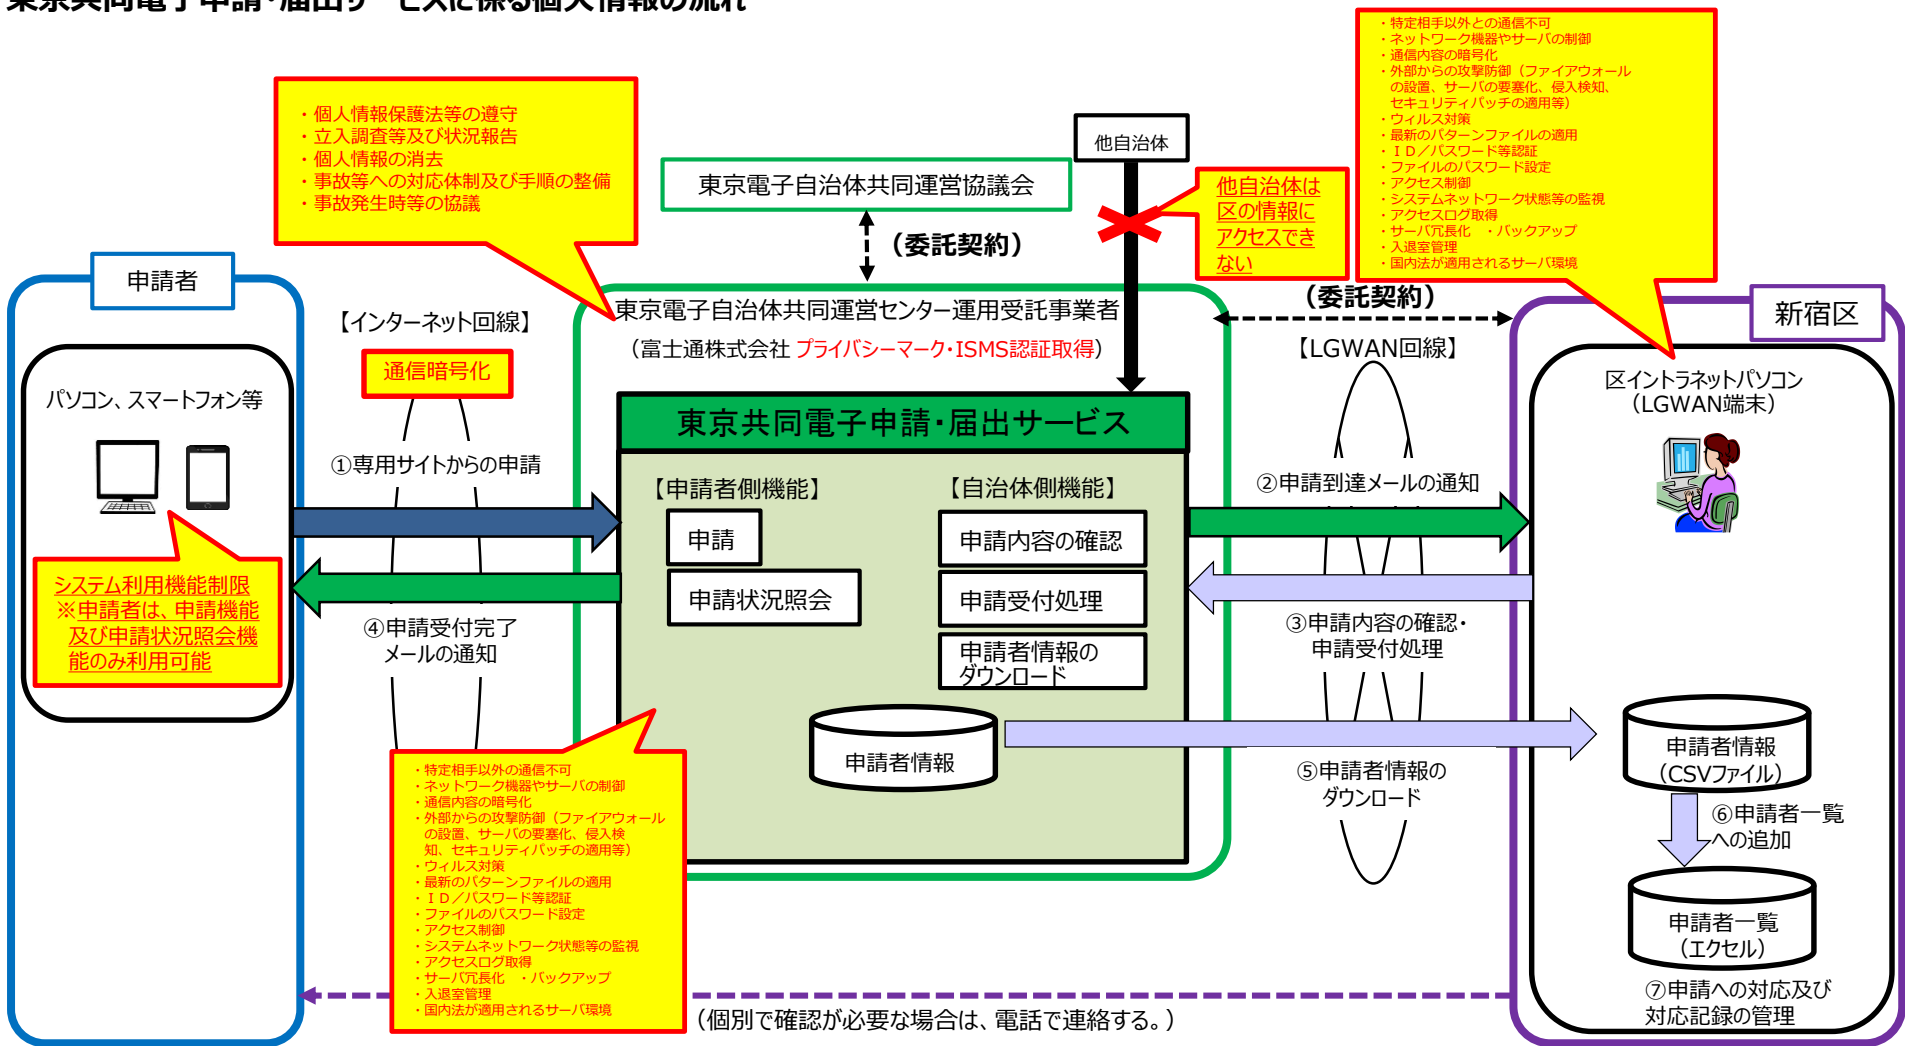 東京共同電子申請・届出サービスに係る個人情報の流れ
・個人情報保護法等の遵守
・立入調査等及び状況報告
・個人情報の消去
・事故等への対応体制及び手順の整備
・事故発生時等の協議
東京電子自治体共同運営協議会
他自治体
他自治体は
区の情報に
アクセスでき
ない
・特定相手以外との通信不可
・ネットワーク機器やサーバの制御
・通信内容の暗号化
・外部からの攻撃防御（ファイアウォール
の設置、サーバの要塞化、侵入検知、
セキュリティパッチの適用等）
・ウィルス対策
・最新のパターンファイルの適用
・ＩＤ／パスワード等認証
・ファイルのパスワード設定
・アクセス制御
・システムネットワーク状態等の監視
・アクセスログ取得
・サーバ冗長化　・バックアップ
・入退室管理
・国内法が適用されるサーバ環境
（委託契約）
（委託契約）
申請者
パソコン、スマートフォン等
システム利用機能制限
※申請者は、申請機能
及び申請状況照会機
能のみ利用可能
【インターネット回線】
通信暗号化
①専用サイトからの申請
④申請受付完了
メールの通知
東京電子自治体共同運営センター運用受託事業者
（富士通株式会社 プライバシーマーク・ISMS認証取得）
東京共同電子申請・届出サービス
【申請者側機能】
申請
申請状況照会
【自治体側機能】
申請内容の確認
申請受付処理
申請者情報の
ダウンロード
申請者情報
・特定相手以外の通信不可
・ネットワーク機器やサーバの制御
・通信内容の暗号化
・外部からの攻撃防御（ファイアウォール
の設置、サーバの要塞化、侵入検
知、セキュリティパッチの適用等）
・ウィルス対策
・最新のパターンファイルの適用
・ＩＤ／パスワード等認証
・ファイルのパスワード設定
・アクセス制御
・システムネットワーク状態等の監視
・アクセスログ取得
・サーバ冗長化　・バックアップ
・入退室管理
・国内法が適用されるサーバ環境
【LGWAN回線】
②申請到達メールの通知
③申請内容の確認・
申請受付処理
⑤申請者情報の
ダウンロード
新宿区
区イントラネットパソコン
（LGWAN端末）
申請者情報
（CSVファイル）
⑥申請者一覧
への追加
申請者一覧
（エクセル）
⑦申請への対応及び
対応記録の管理
（個別で確認が必要な場合は、電話で連絡する。）